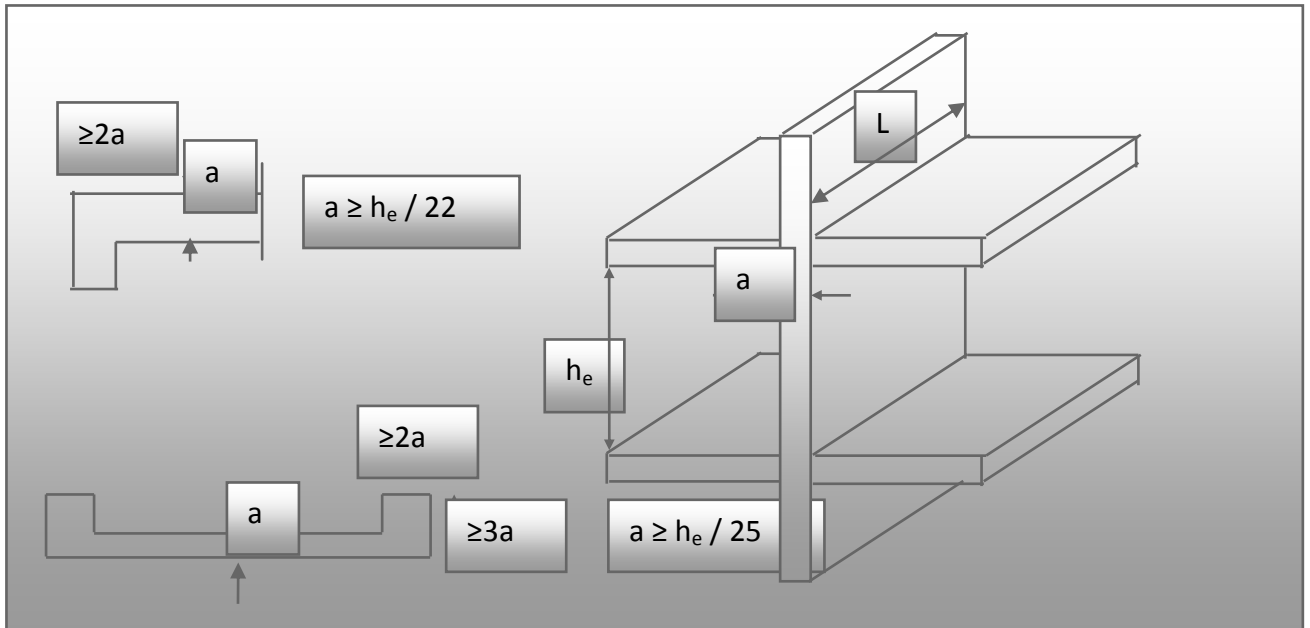 ≥2a
a
a ≥ hₑ / 22
L
a
hₑ
≥2a
a
≥3a
a ≥ hₑ / 25